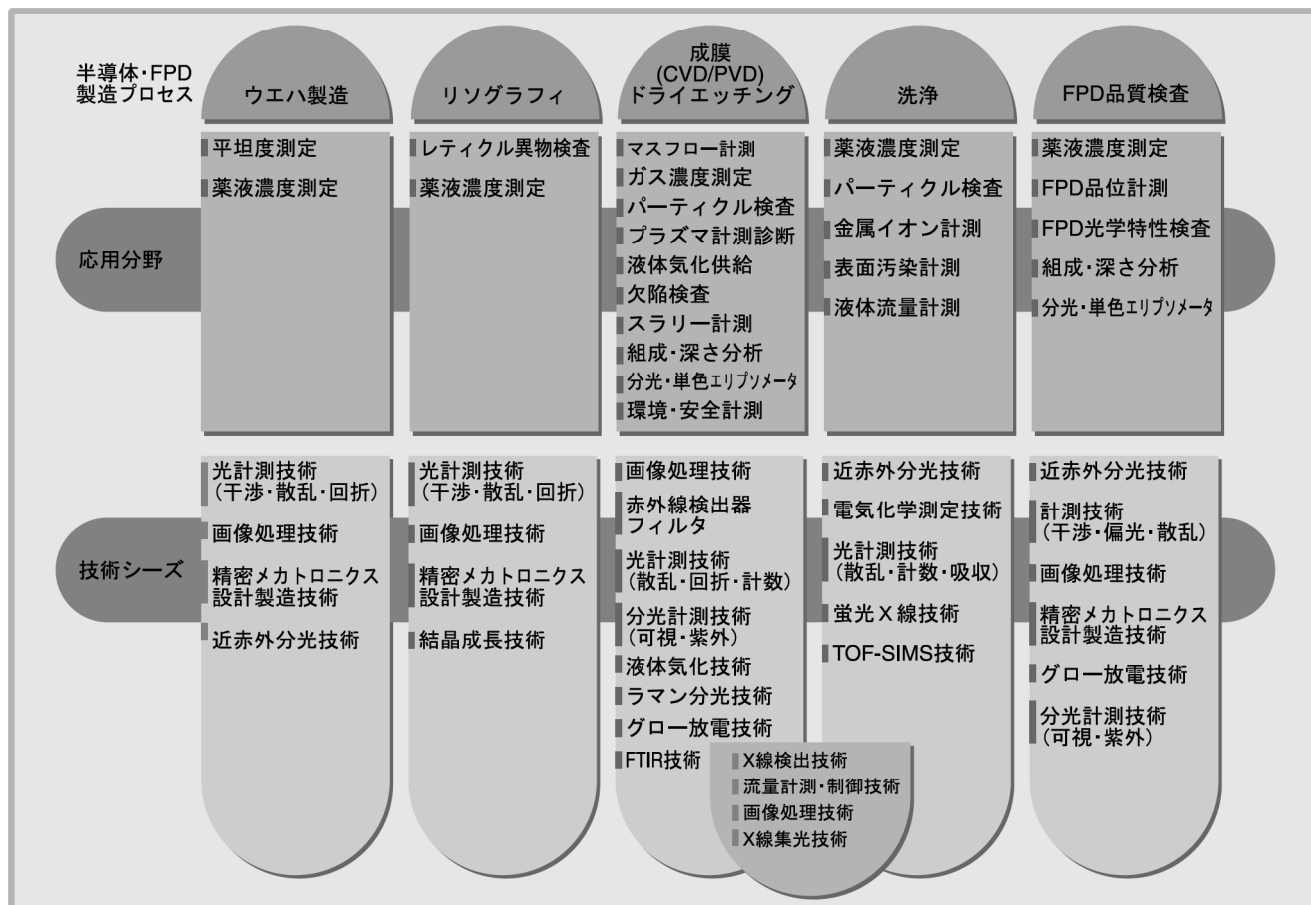 半導体・FPD
製造プロセス
ウエハ製造
リソグラフィ
成膜
(CVD/PVD)
ドライエッチング
洗浄
FPD品質検査
応用分野
平坦度測定
薬液濃度測定
レティクル異物検査
薬液濃度測定
マスフロー計測
ガス濃度測定
パーティクル検査
プラズマ計測診断
液体気化供給
欠陥検査
スラリー計測
組成・深さ分析
分光・単色エリプソメータ
環境・安全計測
薬液濃度測定
パーティクル検査
金属イオン計測
表面汚染計測
液体流量計測
薬液濃度測定
FPD品位計測
FPD光学特性検査
組成・深さ分析
分光・単色エリプソメータ
技術シーズ
光計測技術
(干渉・散乱・回折)
画像処理技術
精密メカトロニクス
設計製造技術
近赤外分光技術
光計測技術
(干渉・散乱・回折)
画像処理技術
精密メカトロニクス
設計製造技術
結晶成長技術
画像処理技術
赤外線検出器
フィルタ
光計測技術
(散乱・回折・計数)
分光計測技術
(可視・紫外)
液体気化技術
ラマン分光技術
グロー放電技術
FTIR技術
X線検出技術
流量計測・制御技術
画像処理技術
X線集光技術
近赤外分光技術
電気化学測定技術
光計測技術
(散乱・計数・吸収)
蛍光X線技術
TOF-SIMS技術
近赤外分光技術
計測技術
(干渉・偏光・散乱)
画像処理技術
精密メカトロニクス
設計製造技術
グロー放電技術
分光計測技術
(可視・紫外)